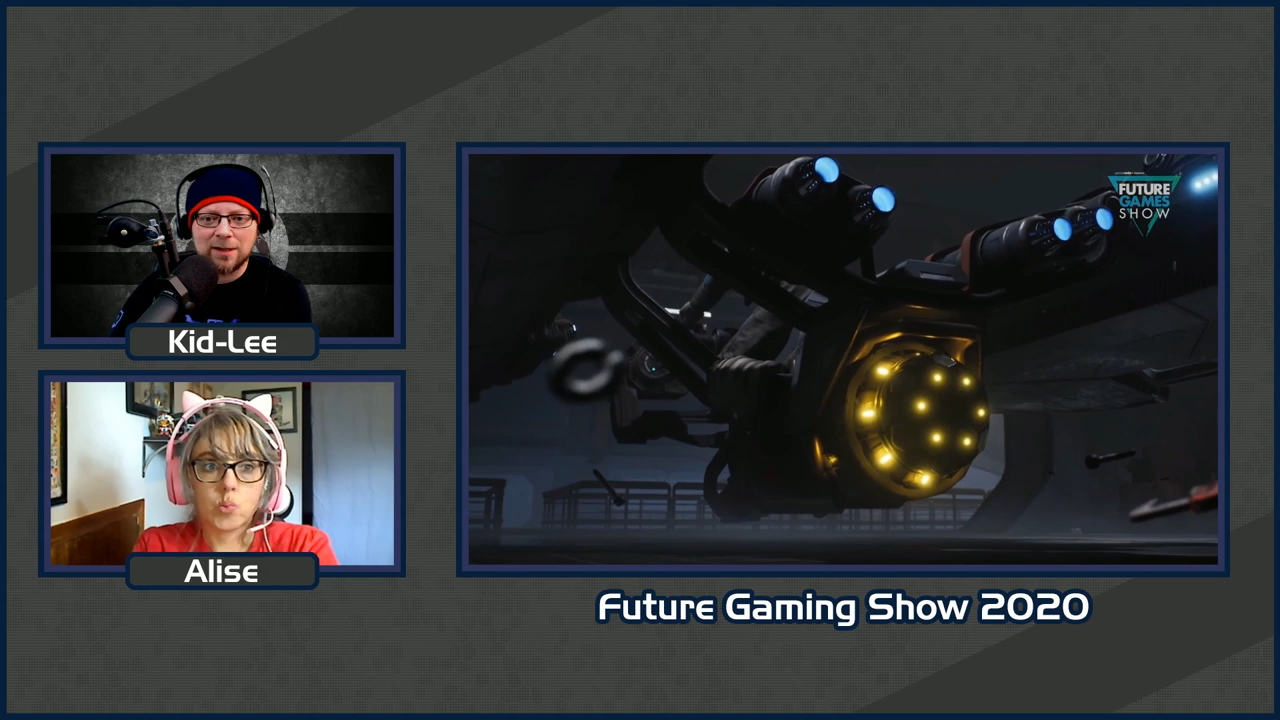 Kid-Lee
Alise
FUTURE
GAMES
SHOW
Future Gaming Show 2020